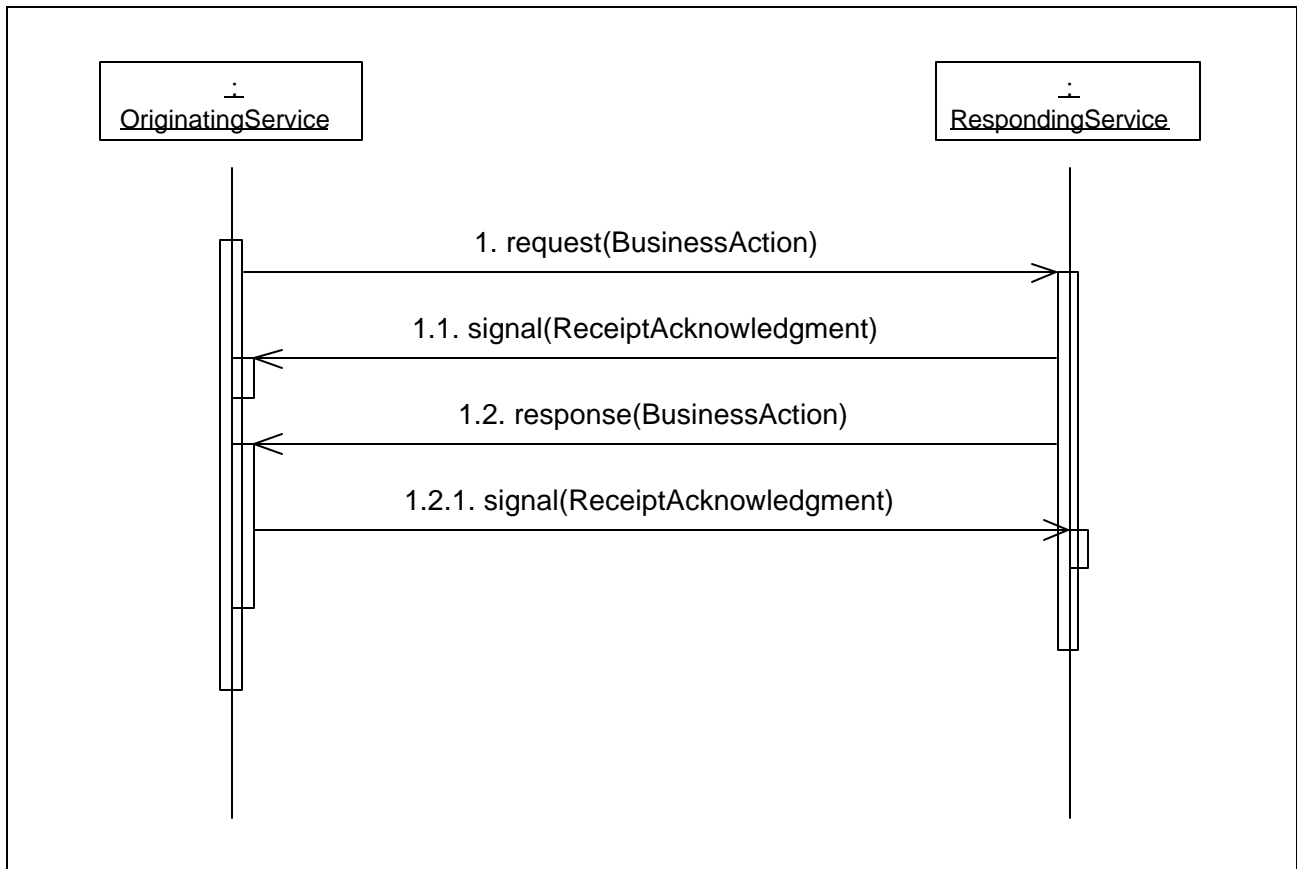 :
OriginatingService
:
RespondingService
1. request(BusinessAction)
1.1. signal(ReceiptAcknowledgment)
1.2. response(BusinessAction)
1.2.1. signal(ReceiptAcknowledgment)